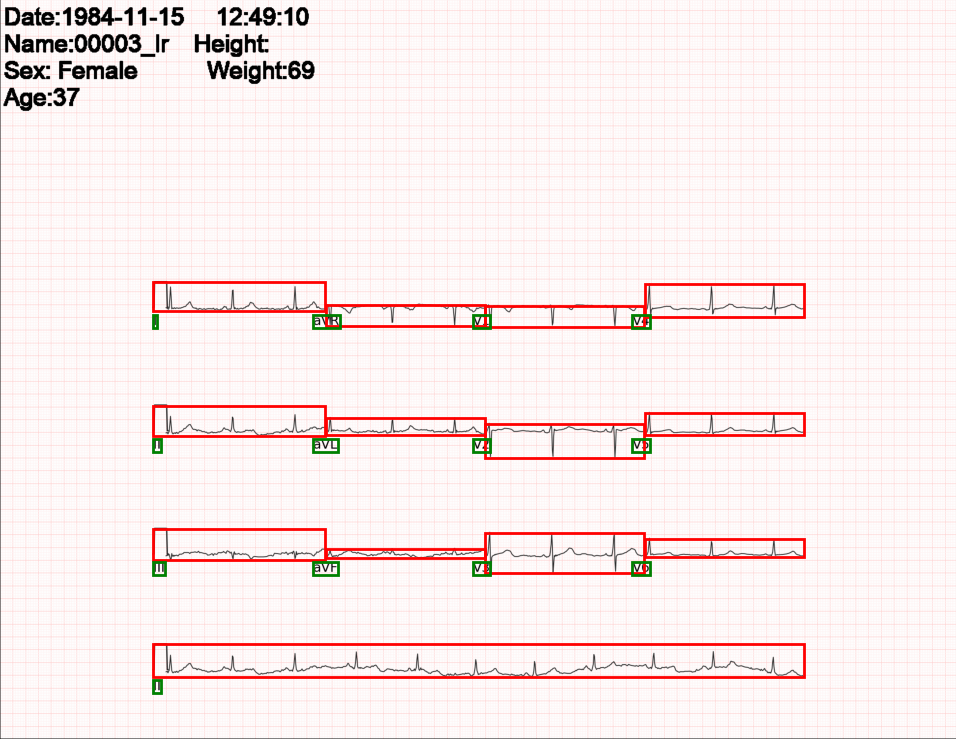 Date:1984-11-15 12:49:10
Name:00003_lr Height:
Sex: Female Weight:69
Age:37
I aVR V1 V4
II aVL V2 V5
III aVF V3 V6
II